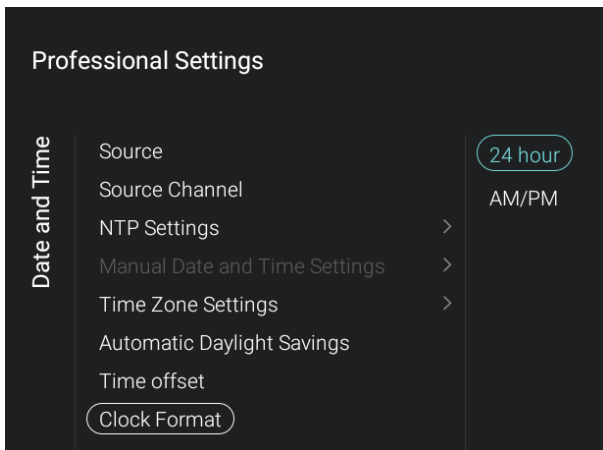 Professional Settings
Date and Time
Source
Source Channel
NTP Settings
Manual Date and Time Settings
Time Zone Settings
Automatic Daylight Savings
Time offset
Clock Format
24 hour
AM/PM